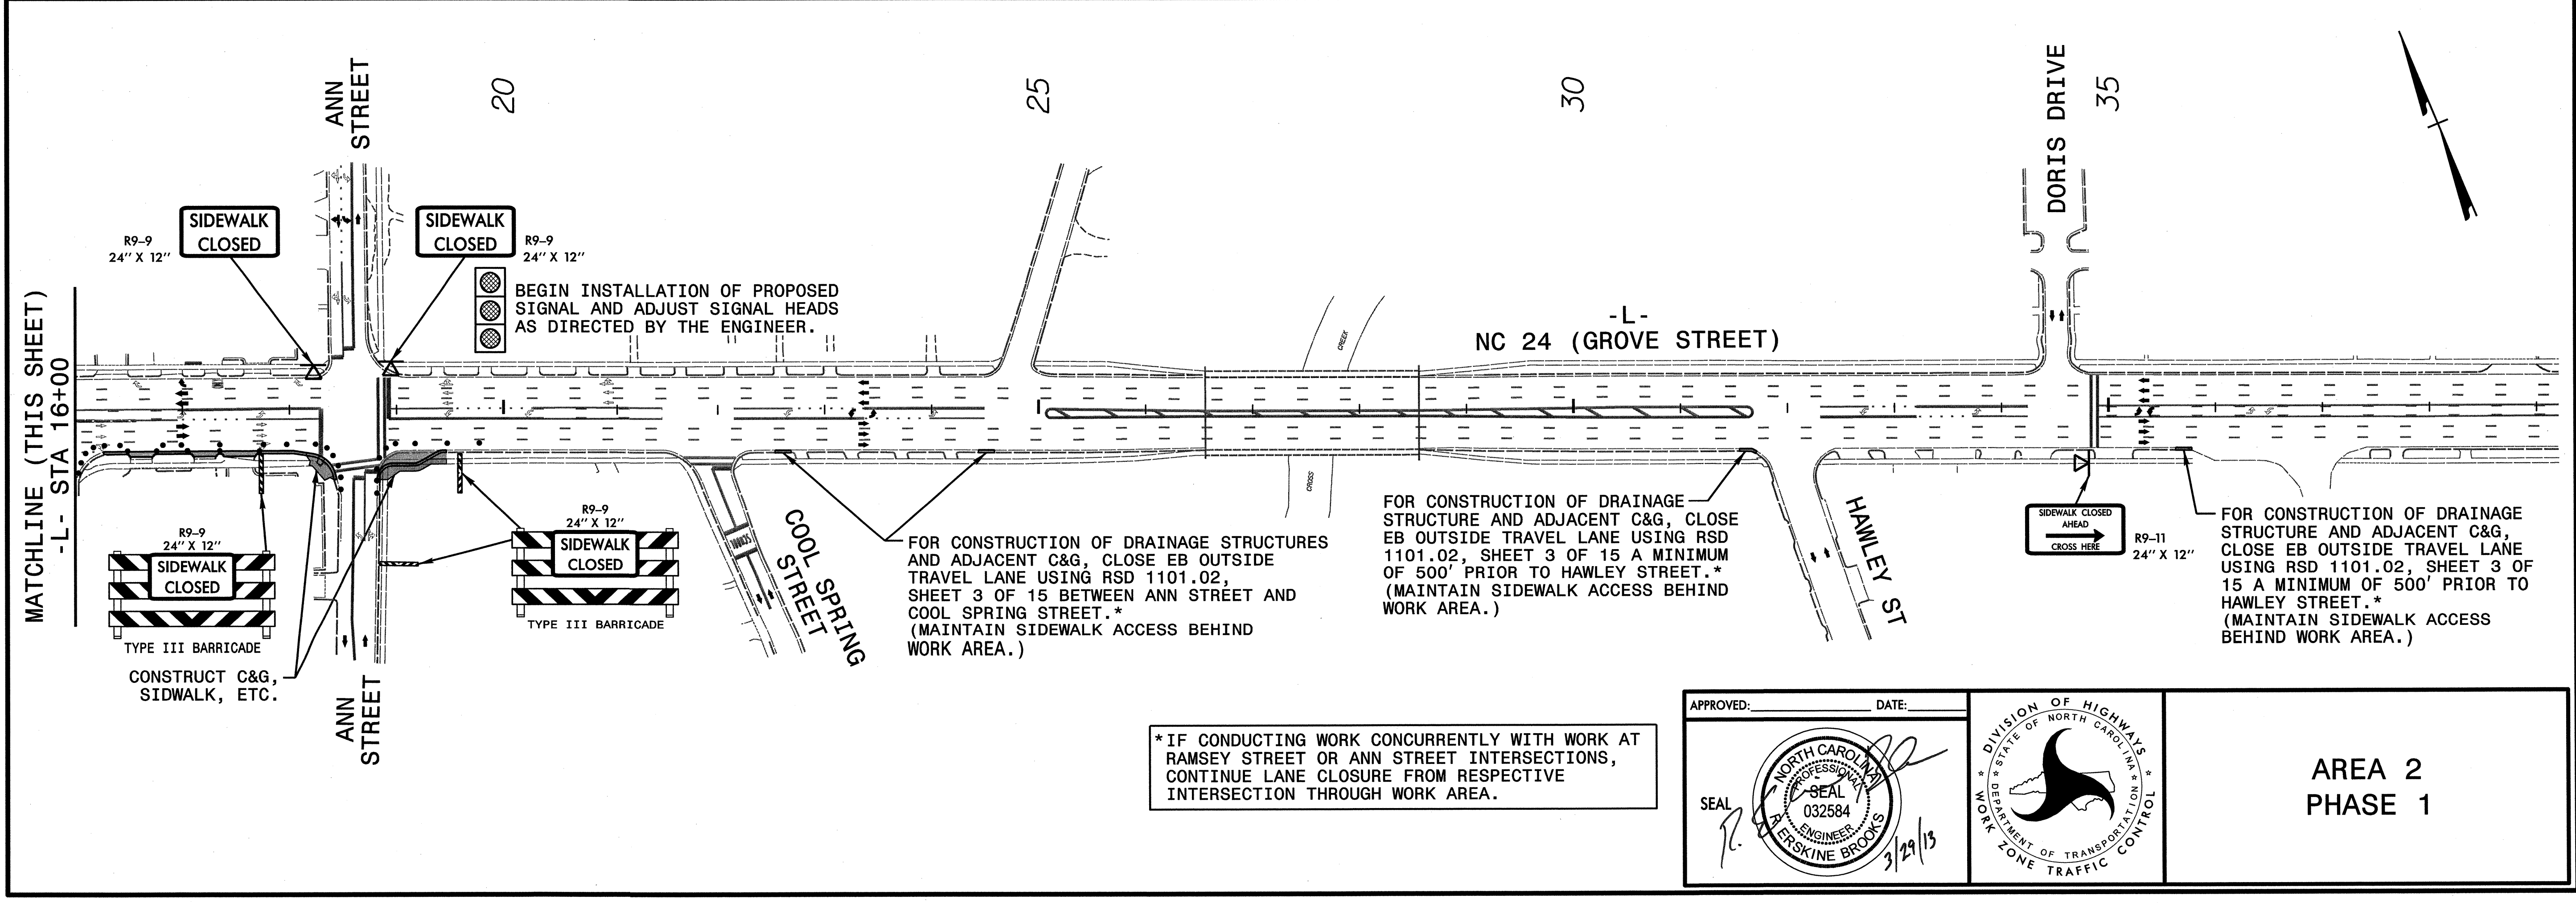 MATCHLINE (THIS SHEET)
-L- STA 16+00
ANN
STREET
20
25
30
35
DORIS DRIVE
SIDEWALK
CLOSED
R9-9
24" X 12"
SIDEWALK
CLOSED
R9-9
24" X 12"
BEGIN INSTALLATION OF PROPOSED
SIGNAL AND ADJUST SIGNAL HEADS
AS DIRECTED BY THE ENGINEER.
CREEK
-L-
NC 24 (GROVE STREET)
CROSS
R9-9
24" X 12"
SIDEWALK
CLOSED
TYPE III BARRICADE
CONSTRUCT C&G,
SIDWALK, ETC.
ANN
STREET
R9-9
24" X 12"
SIDEWALK
CLOSED
TYPE III BARRICADE
COOL SPRING
STREET
FOR CONSTRUCTION OF DRAINAGE STRUCTURES
AND ADJACENT C&G, CLOSE EB OUTSIDE
TRAVEL LANE USING RSD 1101.02,
SHEET 3 OF 15 BETWEEN ANN STREET AND
COOL SPRING STREET.*
(MAINTAIN SIDEWALK ACCESS BEHIND
WORK AREA.)
FOR CONSTRUCTION OF DRAINAGE
STRUCTURE AND ADJACENT C&G, CLOSE
EB OUTSIDE TRAVEL LANE USING RSD
1101.02, SHEET 3 OF 15 A MINIMUM
OF 500' PRIOR TO HAWLEY STREET.*
(MAINTAIN SIDEWALK ACCESS BEHIND
WORK AREA.)
HAWLEY ST
SIDEWALK CLOSED
AHEAD
CROSS HERE
R9-11
24" X 12"
FOR CONSTRUCTION OF DRAINAGE
STRUCTURE AND ADJACENT C&G,
CLOSE EB OUTSIDE TRAVEL LANE
USING RSD 1101.02, SHEET 3 OF
15 A MINIMUM OF 500' PRIOR TO
HAWLEY STREET.*
(MAINTAIN SIDEWALK ACCESS
BEHIND WORK AREA.)
*IF CONDUCTING WORK CONCURRENTLY WITH WORK AT
RAMSEY STREET OR ANN STREET INTERSECTIONS,
CONTINUE LANE CLOSURE FROM RESPECTIVE
INTERSECTION THROUGH WORK AREA.
APPROVED: DATE:
SEAL
NORTH CAROLINA
PROFESSIONAL
SEAL
032584
ENGINEER
R ERSKINE BROOKS
3/29/13
DIVISION OF HIGHWAYS
STATE OF NORTH CAROLINA
DEPARTMENT OF TRANSPORTATION
WORK ZONE TRAFFIC CONTROL
AREA 2
PHASE 1